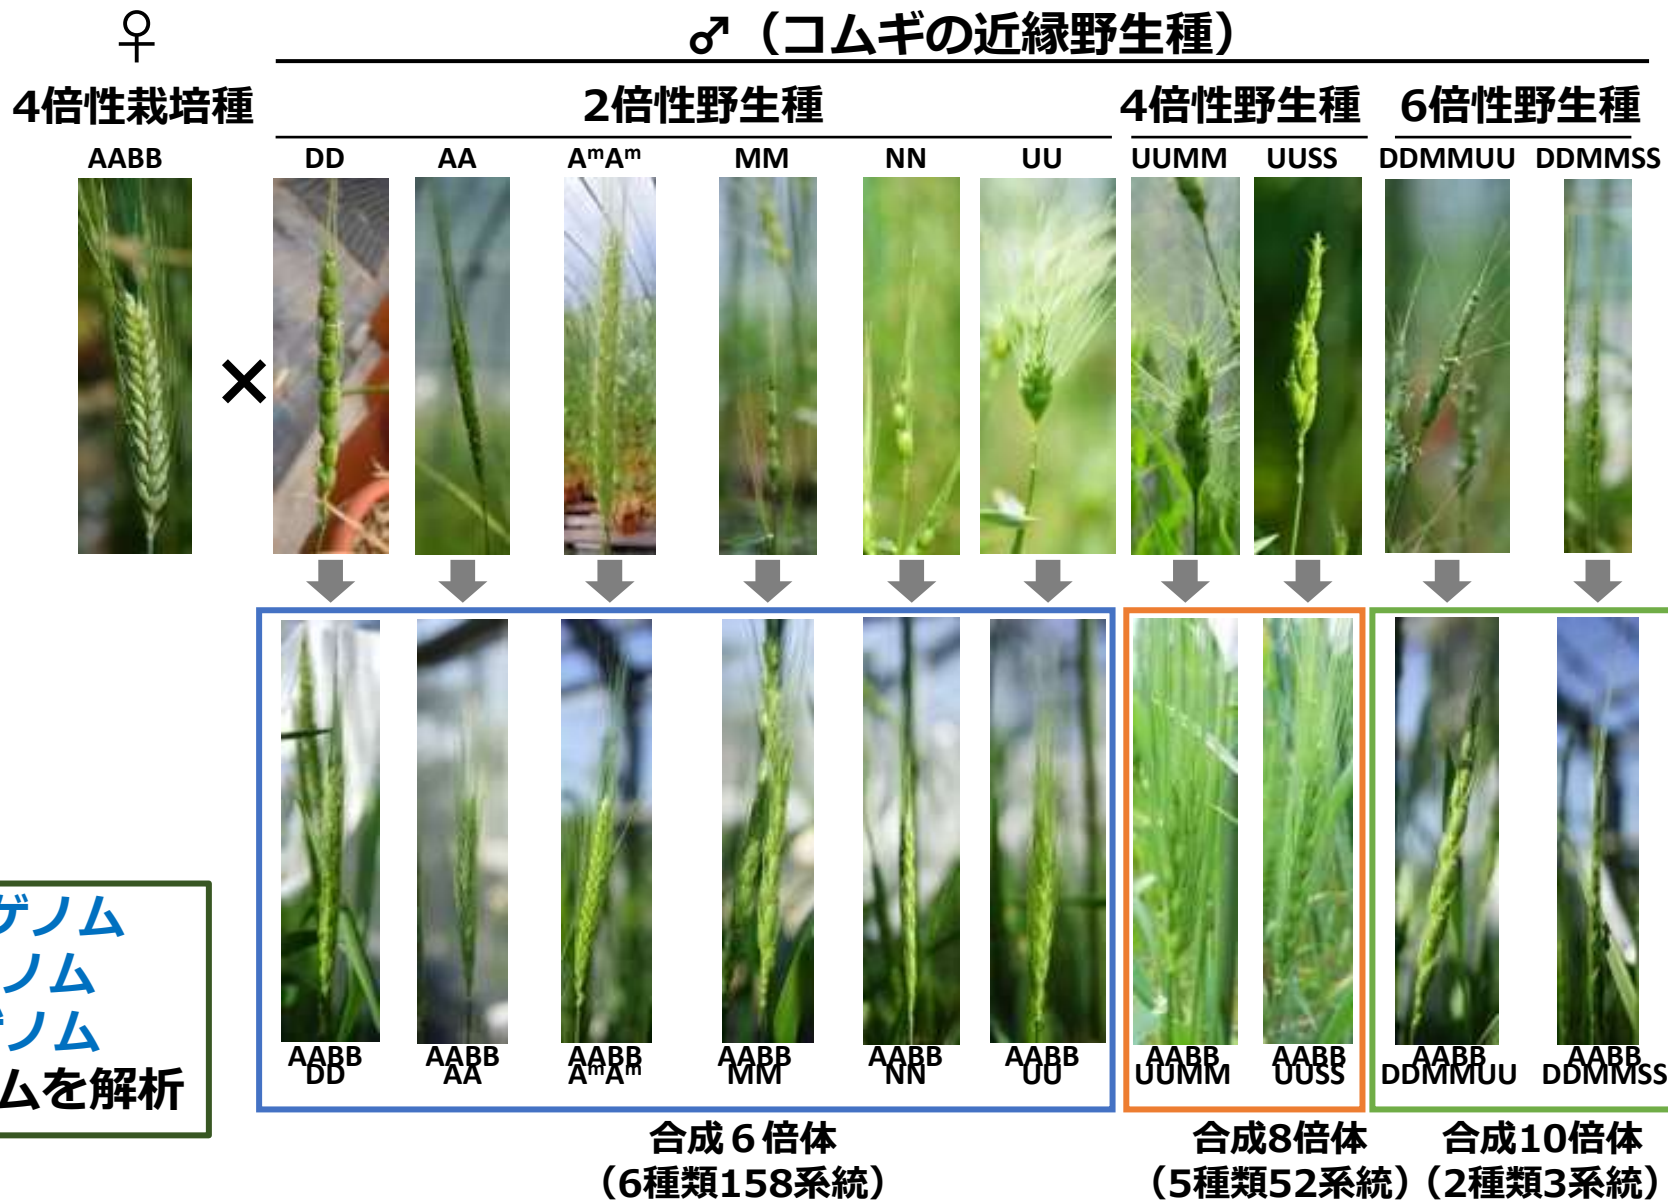 ♀
♂（コムギの近縁野生種）
4倍性栽培種
2倍性野生種
4倍性野生種
6倍性野生種
AABB
DD
AA
AᵐAᵐ
MM
NN
UU
UUMM
UUSS
DDMMUU
DDMMSS
×
ゲノム
ノム
ゲノム
ムを解析
AABB
DD
AABB
AA
AABB
AᵐAᵐ
AABB
MM
AABB
NN
AABB
UU
AABB
UUMM
AABB
UUSS
AABB
DDMMUU
AABB
DDMMSS
合成６倍体
（6種類158系統）
合成8倍体
（5種類52系統）
合成10倍体
（2種類3系統）